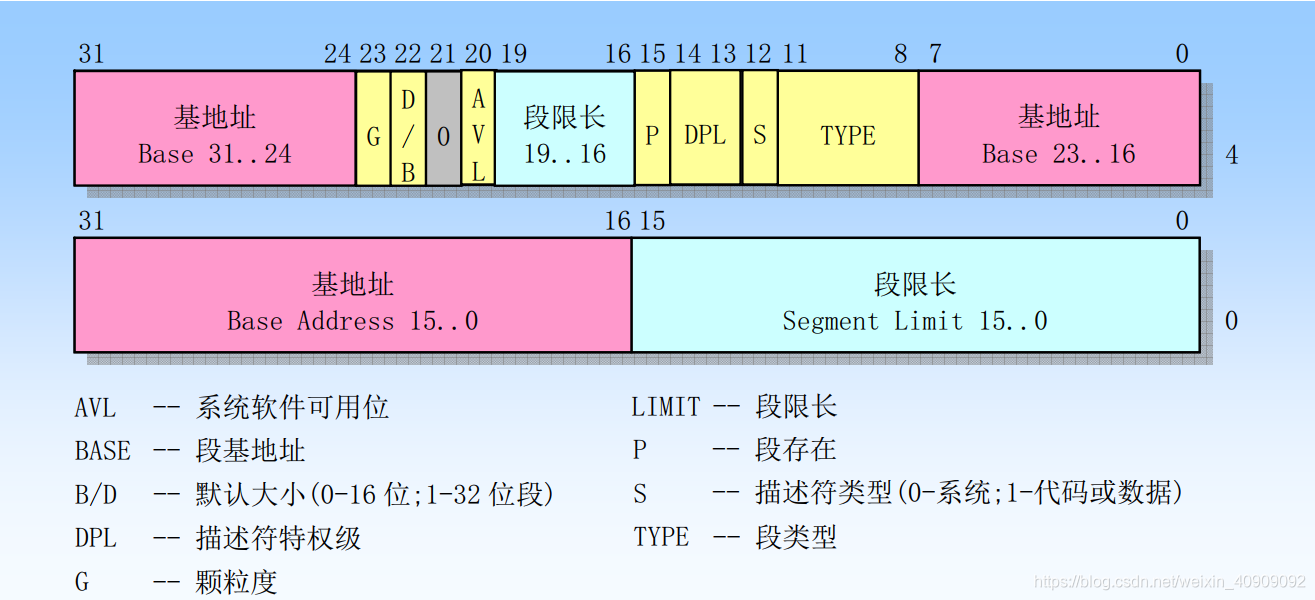 31 24 23 22 21 20 19 16 15 14 13 12 11 8 7 0
基地址
Base 31..24
G
D/B
0
AVL
段限长
19..16
P
DPL
S
TYPE
基地址
Base 23..16
4
31 16 15 0
基地址
Base Address 15..0
段限长
Segment Limit 15..0
0
AVL -- 系统软件可用位
BASE -- 段基地址
B/D -- 默认大小(0-16位;1-32位段)
DPL -- 描述符特权级
G -- 颗粒度
LIMIT -- 段限长
P -- 段存在
S -- 描述符类型(0-系统;1-代码或数据)
TYPE -- 段类型
https://blog.csdn.net/weixin_40909092